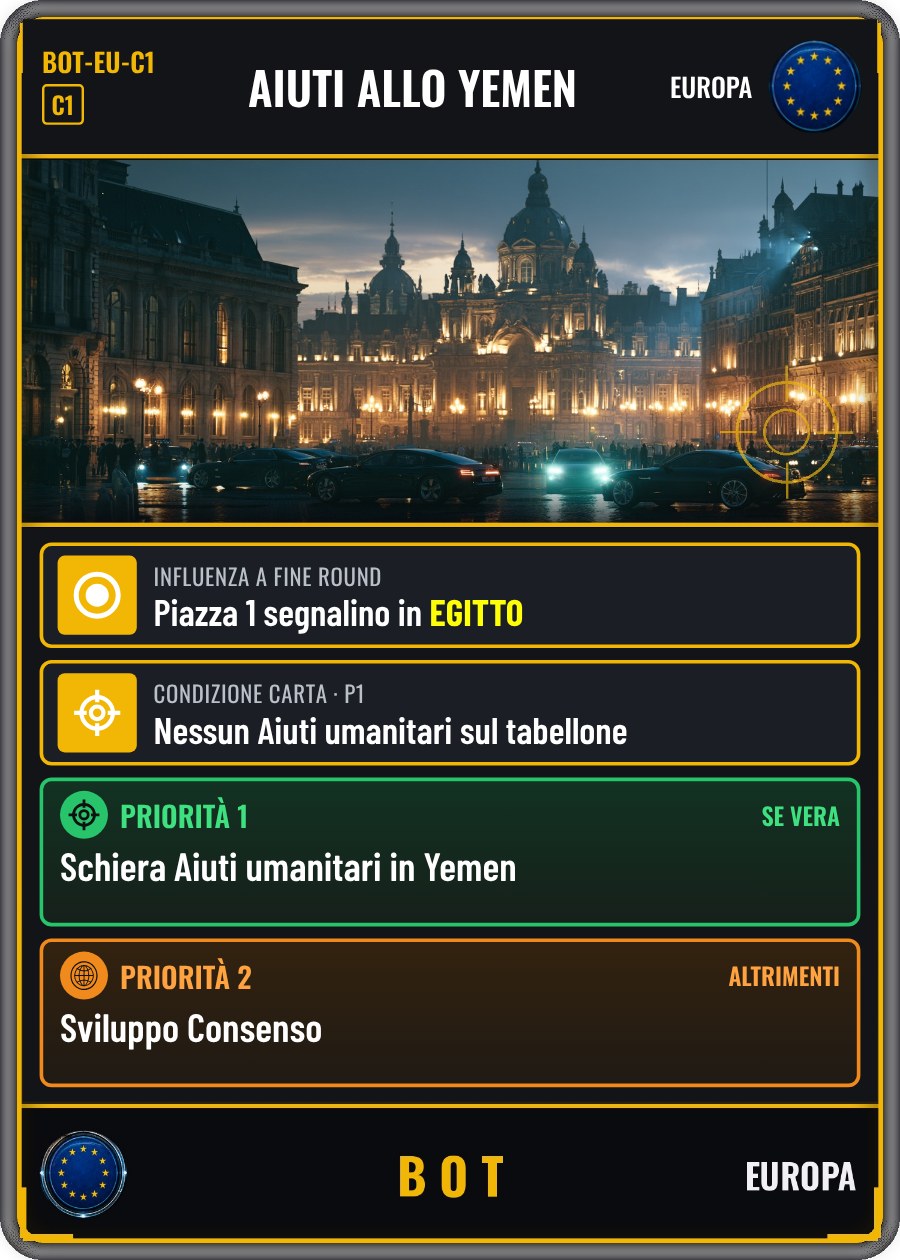 BOT-EU-C1
C1
AIUTI ALLO YEMEN
EUROPA
INFLUENZA A FINE ROUND
Piazza 1 segnalino in EGITTO
CONDIZIONE CARTA · P1
Nessun Aiuti umanitari sul tabellone
PRIORITÀ 1
SE VERA
Schiera Aiuti umanitari in Yemen
PRIORITÀ 2
ALTRIMENTI
Sviluppo Consenso
BOT
EUROPA